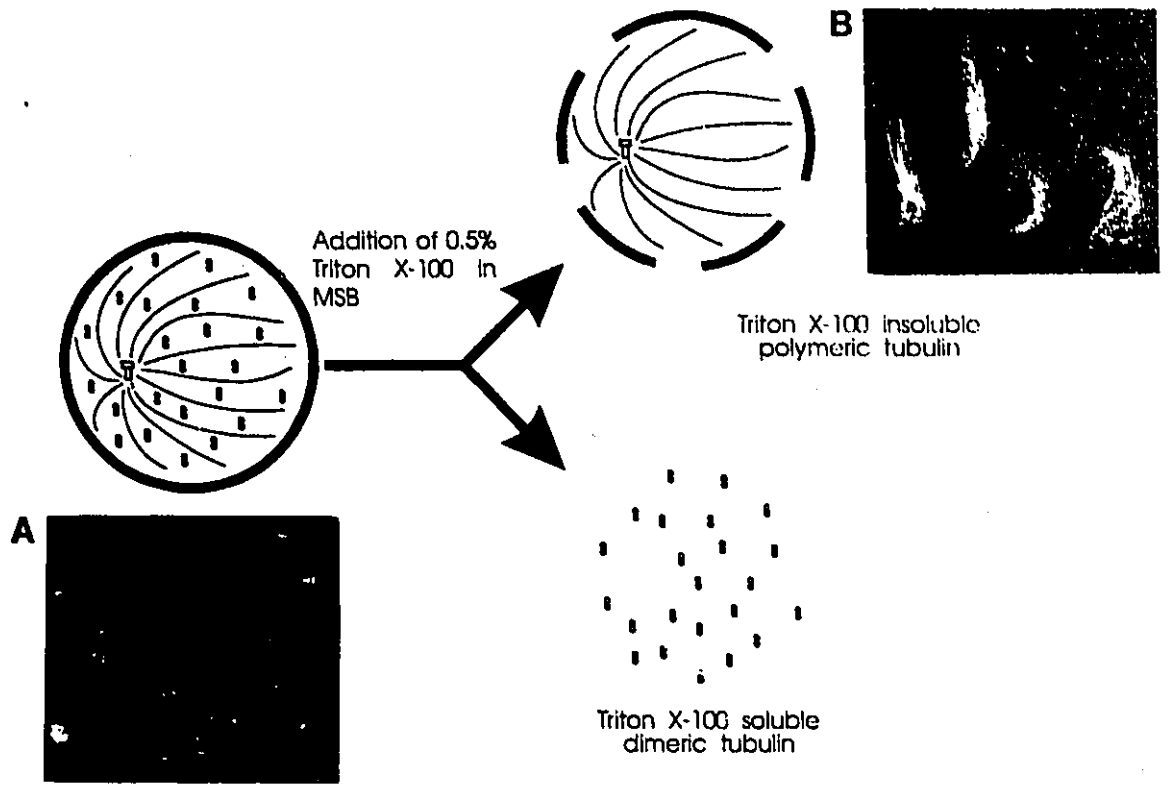 B
Addition of 0.5%
Triton X-100 in
MSB
Triton X-100 insoluble
polymeric tubulin
A
Triton X-100 soluble
dimeric tubulin